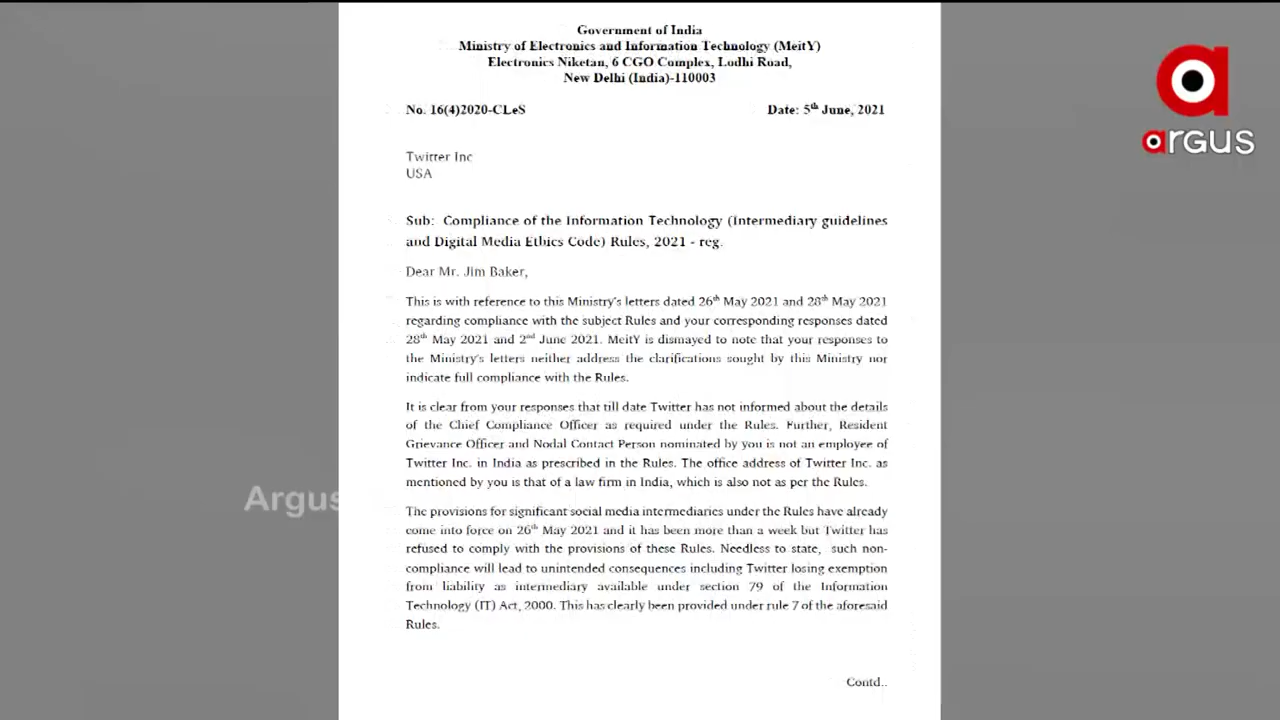 Government of India
Ministry of Electronics and Information Technology (MeitY)
Electronics Niketan, 6 CGO Complex, Lodhi Road,
New Delhi (India)-110003
No. 16(4)2020-CLeS Date: 5th June, 2021
argus
Twitter Inc
USA
Sub: Compliance of the Information Technology (Intermediary guidelines
and Digital Media Ethics Code) Rules, 2021 - reg.
Dear Mr. Jim Baker,
This is with reference to this Ministry's letters dated 26th May 2021 and 28th May 2021
regarding compliance with the subject Rules and your corresponding responses dated
28th May 2021 and 2nd June 2021. MeitY is dismayed to note that your responses to
the Ministry's letters neither address the clarifications sought by this Ministry nor
indicate full compliance with the Rules.
It is clear from your responses that till date Twitter has not informed about the details
of the Chief Compliance Officer as required under the Rules. Further, Resident
Grievance Officer and Nodal Contact Person nominated by you is not an employee of
Twitter Inc. in India as prescribed in the Rules. The office address of Twitter Inc. as
mentioned by you is that of a law firm in India, which is also not as per the Rules.
Argus
The provisions for significant social media intermediaries under the Rules have already
come into force on 26th May 2021 and it has been more than a week but Twitter has
refused to comply with the provisions of these Rules. Needless to state, such non-
compliance will lead to unintended consequences including Twitter losing exemption
from liability as intermediary available under section 79 of the Information
Technology (IT) Act, 2000. This has clearly been provided under rule 7 of the aforesaid
Rules.
Contd..